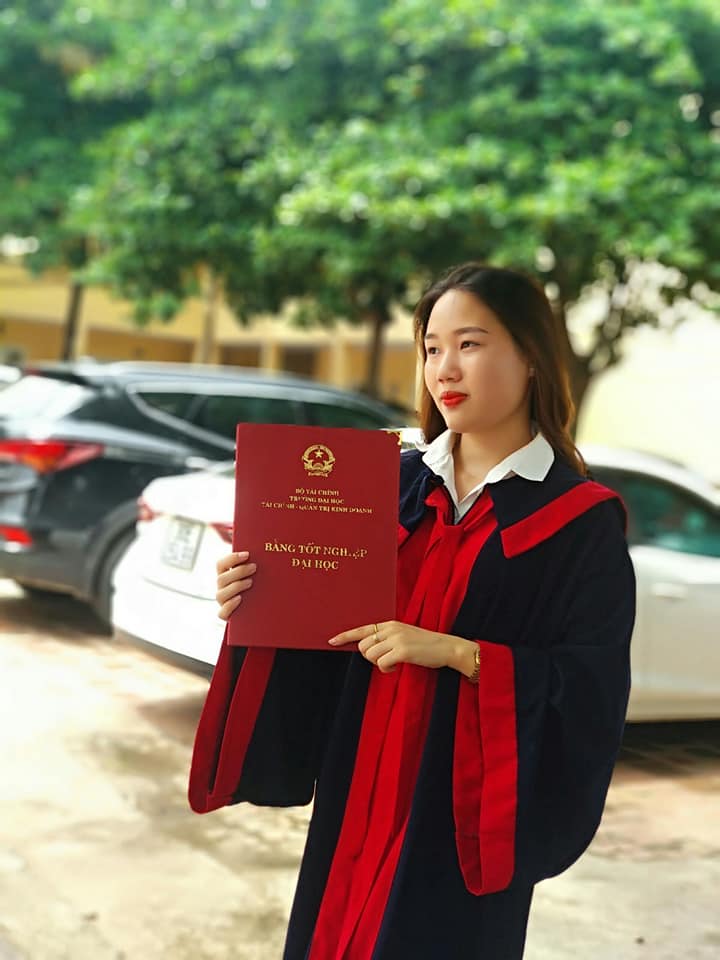 BỘ TÀI CHÍNH
TRƯỜNG ĐẠI HỌC
TÀI CHÍNH - QUẢN TRỊ KINH DOANH
BẰNG TỐT NGHIỆP
ĐẠI HỌC